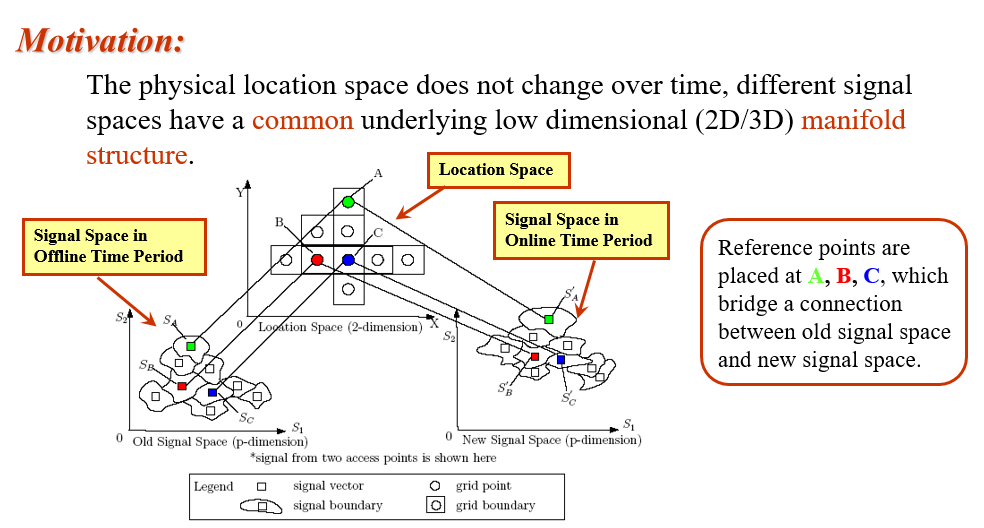 Motivation:
The physical location space does not change over time, different signal
spaces have a common underlying low dimensional (2D/3D) manifold
structure.
Location Space
A
Y
B
C
Signal Space in
Offline Time Period
Signal Space in
Online Time Period
Reference points are
placed at A, B, C, which
bridge a connection
between old signal space
and new signal space.
0
Location Space (2-dimension)
X
S2
SA
SB
SC
S1
0
Old Signal Space (p-dimension)
S2
S'A
S'B
S'C
S1
0
New Signal Space (p-dimension)
*signal from two access points is shown here
Legend
signal vector
grid point
signal boundary
grid boundary